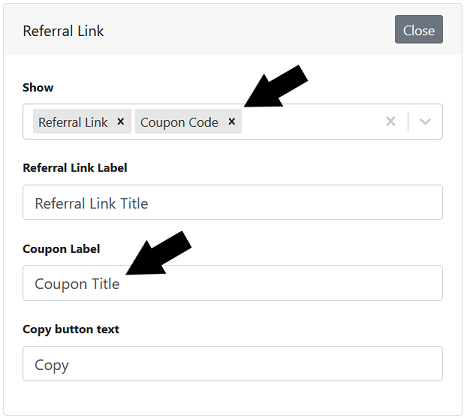 Referral Link Close
Show
Referral Link × Coupon Code ×
Referral Link Label
Referral Link Title
Coupon Label
Coupon Title
Copy button text
Copy